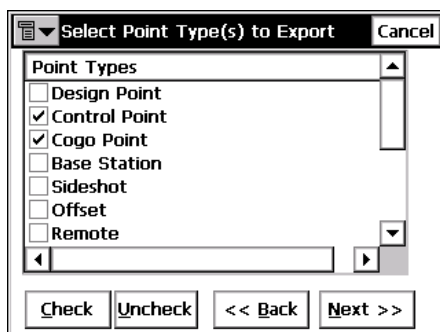 Select Point Type(s) to Export Cancel
Point Types
Design Point
Control Point
Cogo Point
Base Station
Sideshot
Offset
Remote
Check Uncheck << Back Next >>